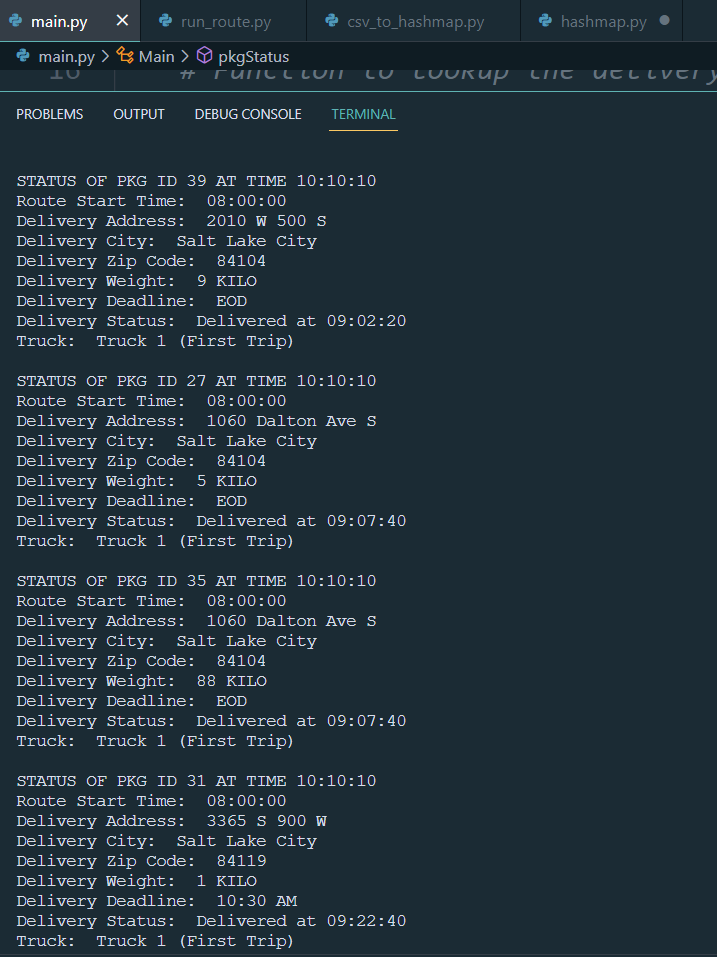 main.py
run_route.py
csv_to_hashmap.py
hashmap.py
main.py > Main > pkgStatus
16 # Function to lookup the delivery
PROBLEMS OUTPUT DEBUG CONSOLE TERMINAL
STATUS OF PKG ID 39 AT TIME 10:10:10
Route Start Time:  08:00:00
Delivery Address:  2010 W 500 S
Delivery City:  Salt Lake City
Delivery Zip Code:  84104
Delivery Weight:  9 KILO
Delivery Deadline:  EOD
Delivery Status:  Delivered at 09:02:20
Truck:  Truck 1 (First Trip)
STATUS OF PKG ID 27 AT TIME 10:10:10
Route Start Time:  08:00:00
Delivery Address:  1060 Dalton Ave S
Delivery City:  Salt Lake City
Delivery Zip Code:  84104
Delivery Weight:  5 KILO
Delivery Deadline:  EOD
Delivery Status:  Delivered at 09:07:40
Truck:  Truck 1 (First Trip)
STATUS OF PKG ID 35 AT TIME 10:10:10
Route Start Time:  08:00:00
Delivery Address:  1060 Dalton Ave S
Delivery City:  Salt Lake City
Delivery Zip Code:  84104
Delivery Weight:  88 KILO
Delivery Deadline:  EOD
Delivery Status:  Delivered at 09:07:40
Truck:  Truck 1 (First Trip)
STATUS OF PKG ID 31 AT TIME 10:10:10
Route Start Time:  08:00:00
Delivery Address:  3365 S 900 W
Delivery City:  Salt Lake City
Delivery Zip Code:  84119
Delivery Weight:  1 KILO
Delivery Deadline:  10:30 AM
Delivery Status:  Delivered at 09:22:40
Truck:  Truck 1 (First Trip)